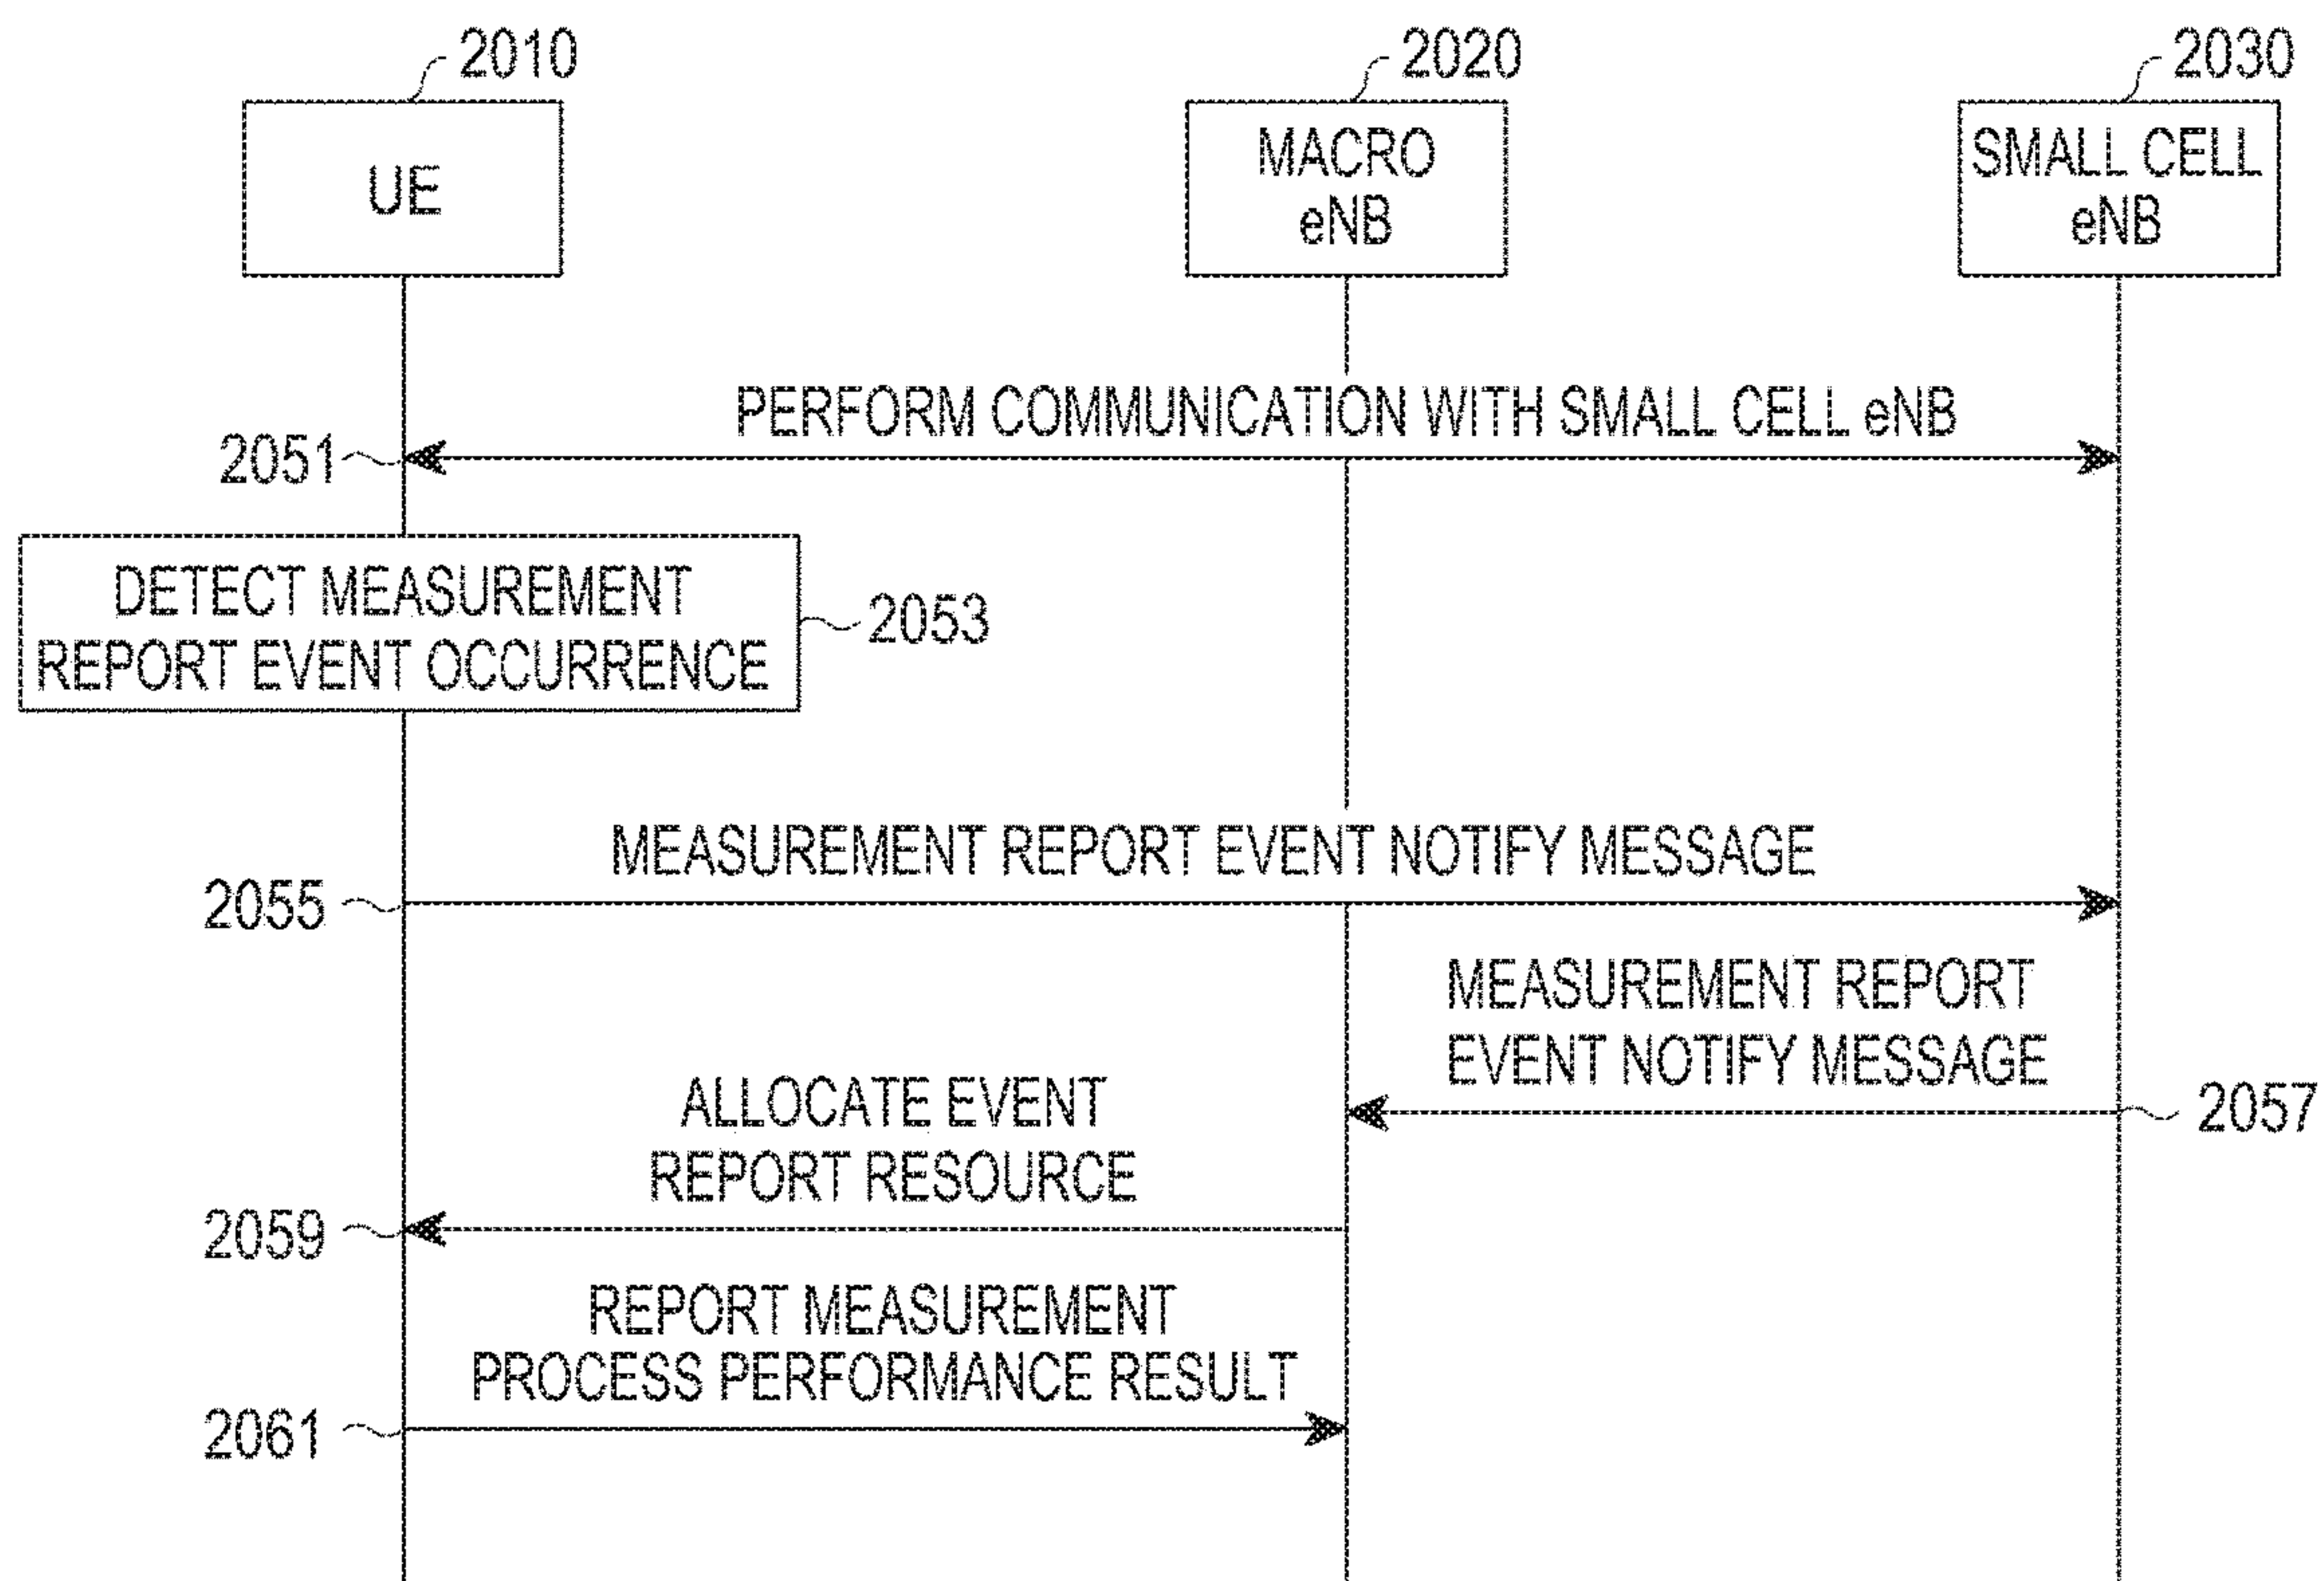 2010
2020
2030
UE
MACRO
eNB
SMALL CELL
eNB
PERFORM COMMUNICATION WITH SMALL CELL eNB
2051
DETECT MEASUREMENT
REPORT EVENT OCCURRENCE
2053
MEASUREMENT REPORT EVENT NOTIFY MESSAGE
2055
MEASUREMENT REPORT
EVENT NOTIFY MESSAGE
2057
ALLOCATE EVENT
REPORT RESOURCE
2059
REPORT MEASUREMENT
PROCESS PERFORMANCE RESULT
2061